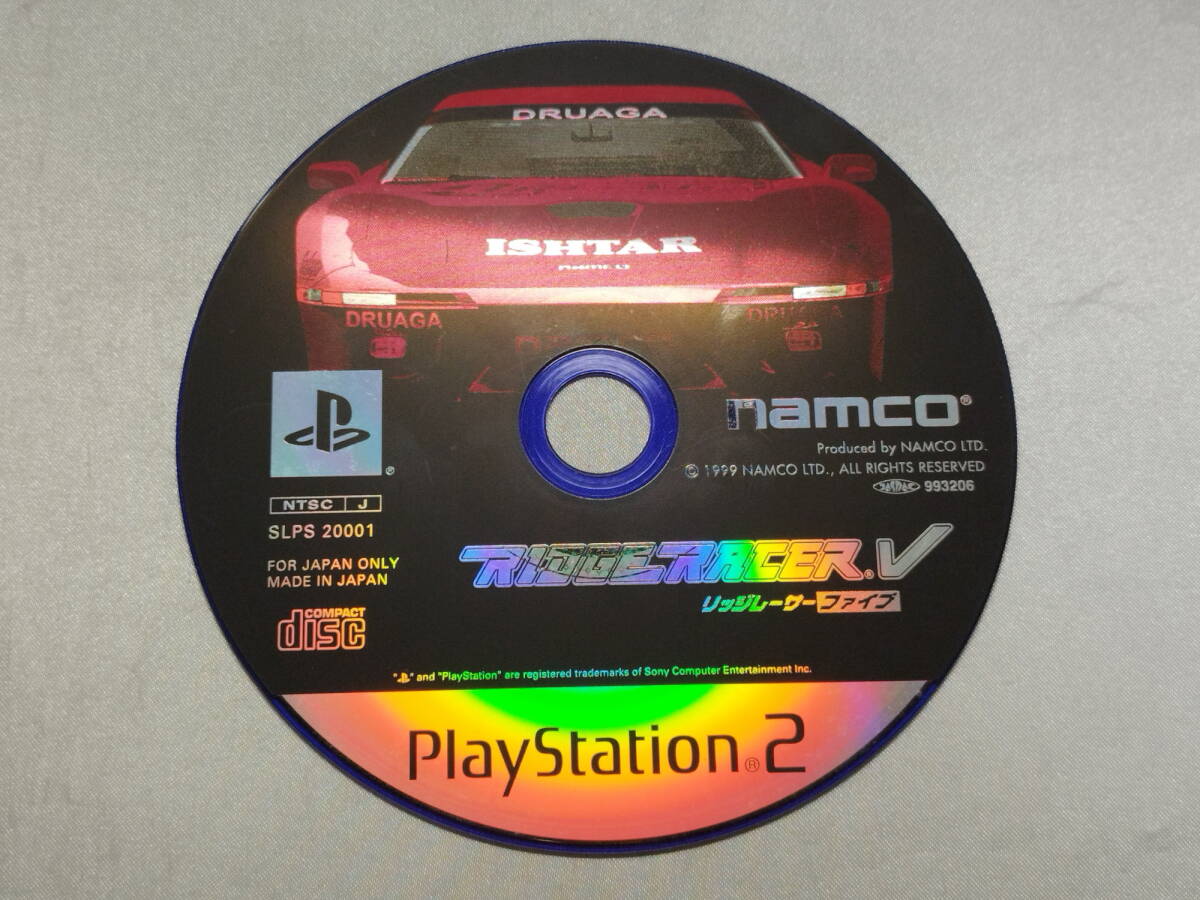 DRUAGA
ISHTAR
DRUAGA
DRUAGA
namco®
Produced by NAMCO LTD.
© 1999 NAMCO LTD., ALL RIGHTS RESERVED
993206
®
NTSC J
SLPS 20001
FOR JAPAN ONLY
MADE IN JAPAN
COMPACT
disc
RIDGE RACER® V
リッジレーサーファイブ
" " and "PlayStation" are registered trademarks of Sony Computer Entertainment Inc.
PlayStation®2